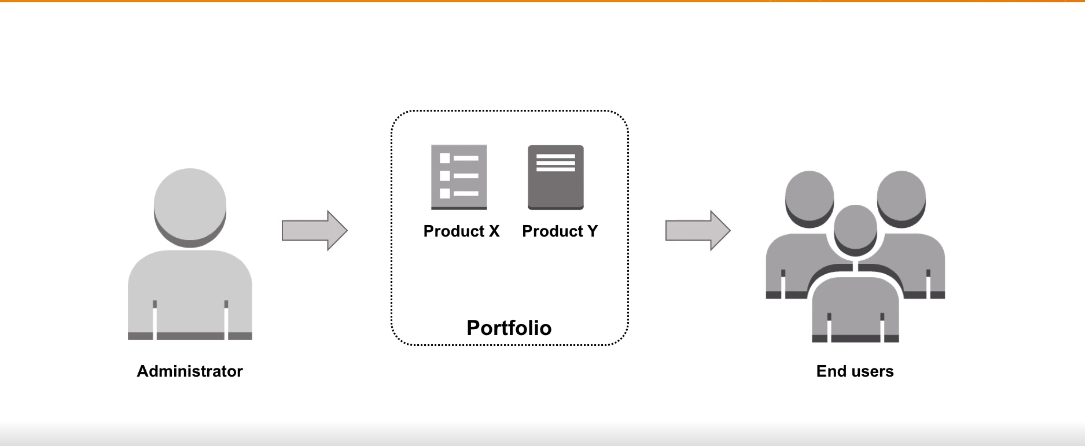 Product X
Product Y
Portfolio
Administrator
End users